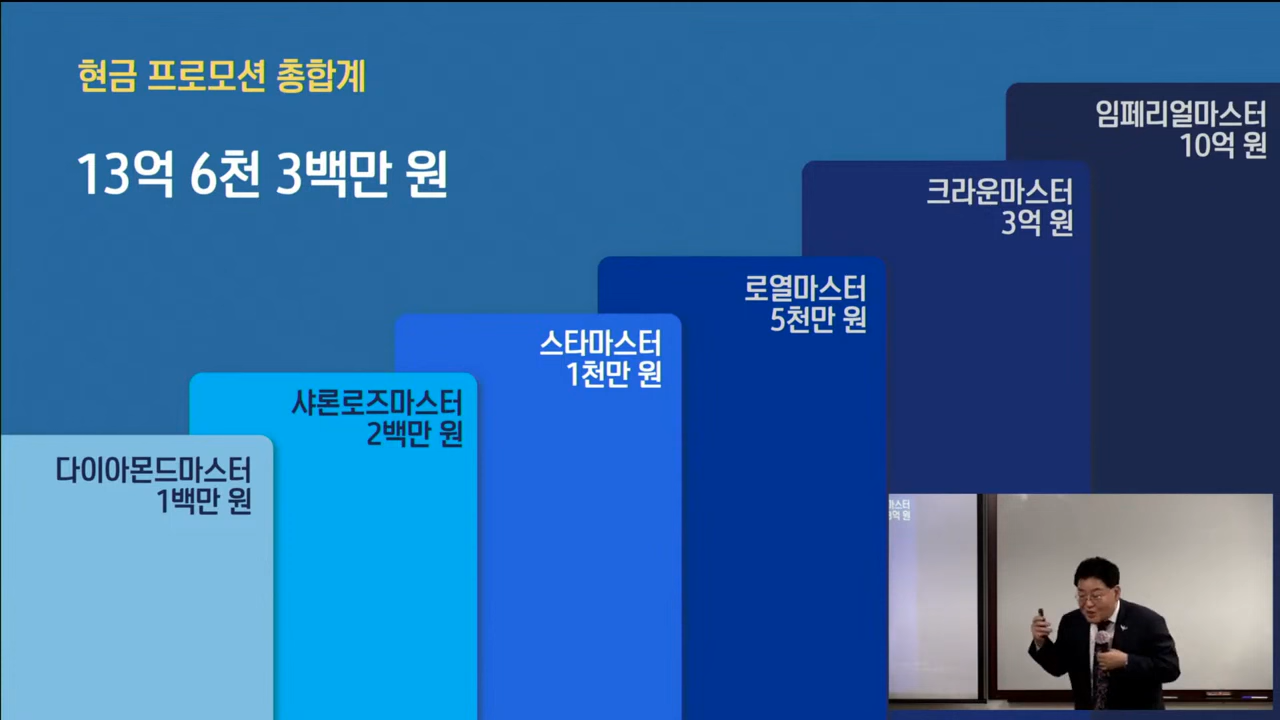 현금 프로모션 총합계
13억 6천 3백만 원
임페리얼마스터
10억 원
크라운마스터
3억 원
로열마스터
5천만 원
스타마스터
1천만 원
샤론로즈마스터
2백만 원
다이아몬드마스터
1백만 원